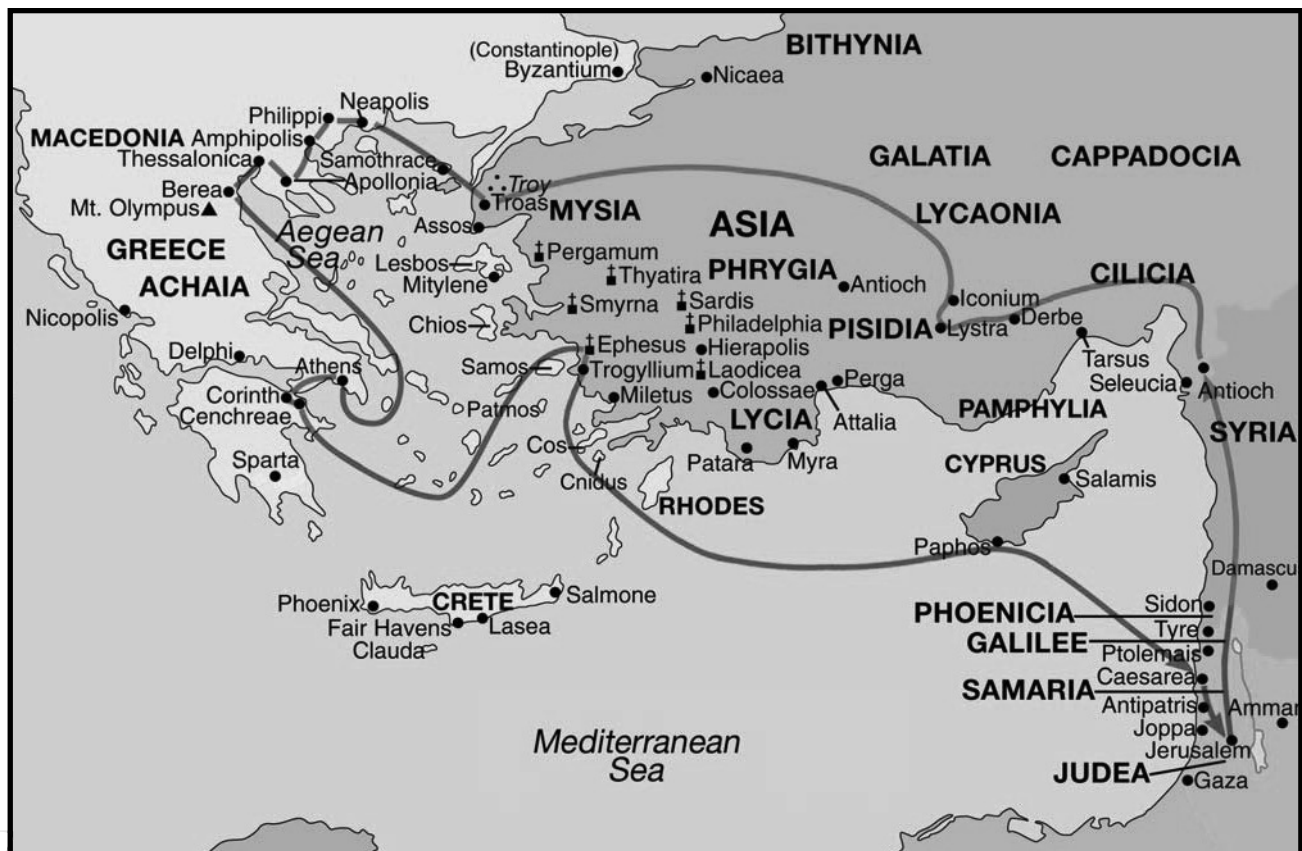 BITHYNIA
(Constantinople)
Byzantium
Nicaea
Neapolis
Philippi
MACEDONIA
Amphipolis
Thessalonica
Samothrace
Apollonia
GALATIA
CAPPADOCIA
Berea
Mt. Olympus
Troy
Troas
MYSIA
LYCAONIA
Aegean
Sea
Assos
ASIA
GREECE
Pergamum
Lesbos
Mitylene
Thyatira
PHRYGIA
Antioch
CILICIA
ACHAIA
Nicopolis
Smyrna
Sardis
Iconium
Chios
Philadelphia
PISIDIA
Lystra
Derbe
Delphi
Ephesus
Hierapolis
Tarsus
Athens
Samos
Trogyllium
Laodicea
Perga
Seleucia
Antioch
Corinth
Cenchreae
Patmos
Miletus
Colossae
Attalia
PAMPHYLIA
LYCIA
SYRIA
Sparta
Cos
Cnidus
Patara
Myra
CYPRUS
Salamis
RHODES
Paphos
Damascu
Phoenix
CRETE
Salmone
PHOENICIA
Sidon
Fair Havens
Lasea
Tyre
Clauda
GALILEE
Ptolemais
Caesarea
SAMARIA
Antipatris
Amman
Joppa
Mediterranean
Sea
Jerusalem
JUDEA
Gaza